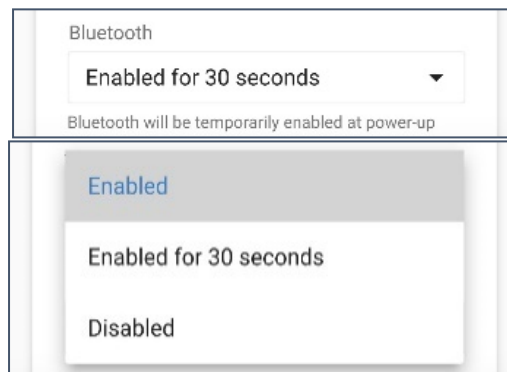 Bluetooth
Enabled for 30 seconds
Bluetooth will be temporarily enabled at power-up
Enabled
Enabled for 30 seconds
Disabled